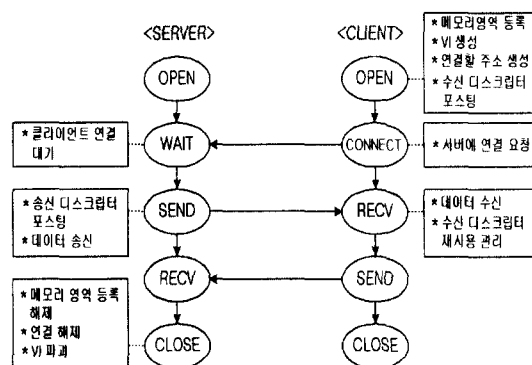 <SERVER>
<CLIENT>
OPEN
WAIT
SEND
RECV
CLOSE
OPEN
CONNECT
RECV
SEND
CLOSE
* 메모리영역 등록
* VI 생성
* 연결할 주소 생성
* 수신 디스크립터
포스팅
* 클라이언트 연결
대기
* 서버에 연결 요청
* 송신 디스크립터
포스팅
* 데이터 송신
* 데이터 수신
* 수신 디스크립터
재사용 관리
* 메모리 영역 등록
해제
* 연결 해제
* VI 파괴